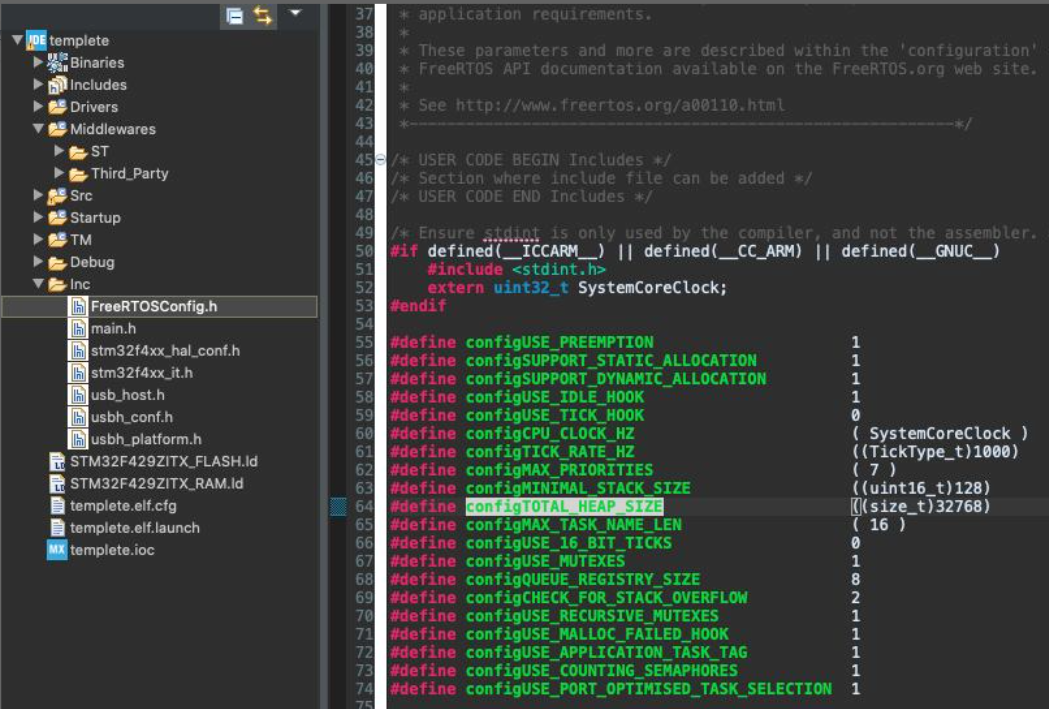 templete
Binaries
Includes
Drivers
Middlewares
ST
Third_Party
Src
Startup
TM
Debug
Inc
FreeRTOSConfig.h
main.h
stm32f4xx_hal_conf.h
stm32f4xx_it.h
usb_host.h
usbh_conf.h
usbh_platform.h
STM32F429ZITX_FLASH.ld
STM32F429ZITX_RAM.ld
templete.elf.cfg
templete.elf.launch
MX templete.ioc
37 * application requirements.
38 *
39 * These parameters and more are described within the 'configuration'
40 * FreeRTOS API documentation available on the FreeRTOS.org web site.
41 *
42 * See http://www.freertos.org/a00110.html
43 *----------------------------------------------------------*/
44
45 /* USER CODE BEGIN Includes */
46 /* Section where include file can be added */
47 /* USER CODE END Includes */
48
49 /* Ensure stdint is only used by the compiler, and not the assembler.
50 #if defined(__ICCARM__) || defined(__CC_ARM) || defined(__GNUC__)
51 #include <stdint.h>
52 extern uint32_t SystemCoreClock;
53 #endif
54
55 #define configUSE_PREEMPTION 1
56 #define configSUPPORT_STATIC_ALLOCATION 1
57 #define configSUPPORT_DYNAMIC_ALLOCATION 1
58 #define configUSE_IDLE_HOOK 1
59 #define configUSE_TICK_HOOK 0
60 #define configCPU_CLOCK_HZ ( SystemCoreClock )
61 #define configTICK_RATE_HZ ((TickType_t)1000)
62 #define configMAX_PRIORITIES ( 7 )
63 #define configMINIMAL_STACK_SIZE ((uint16_t)128)
64 #define configTOTAL_HEAP_SIZE ((size_t)32768)
65 #define configMAX_TASK_NAME_LEN ( 16 )
66 #define configUSE_16_BIT_TICKS 0
67 #define configUSE_MUTEXES 1
68 #define configQUEUE_REGISTRY_SIZE 8
69 #define configCHECK_FOR_STACK_OVERFLOW 2
70 #define configUSE_RECURSIVE_MUTEXES 1
71 #define configUSE_MALLOC_FAILED_HOOK 1
72 #define configUSE_APPLICATION_TASK_TAG 1
73 #define configUSE_COUNTING_SEMAPHORES 1
74 #define configUSE_PORT_OPTIMISED_TASK_SELECTION 1
75